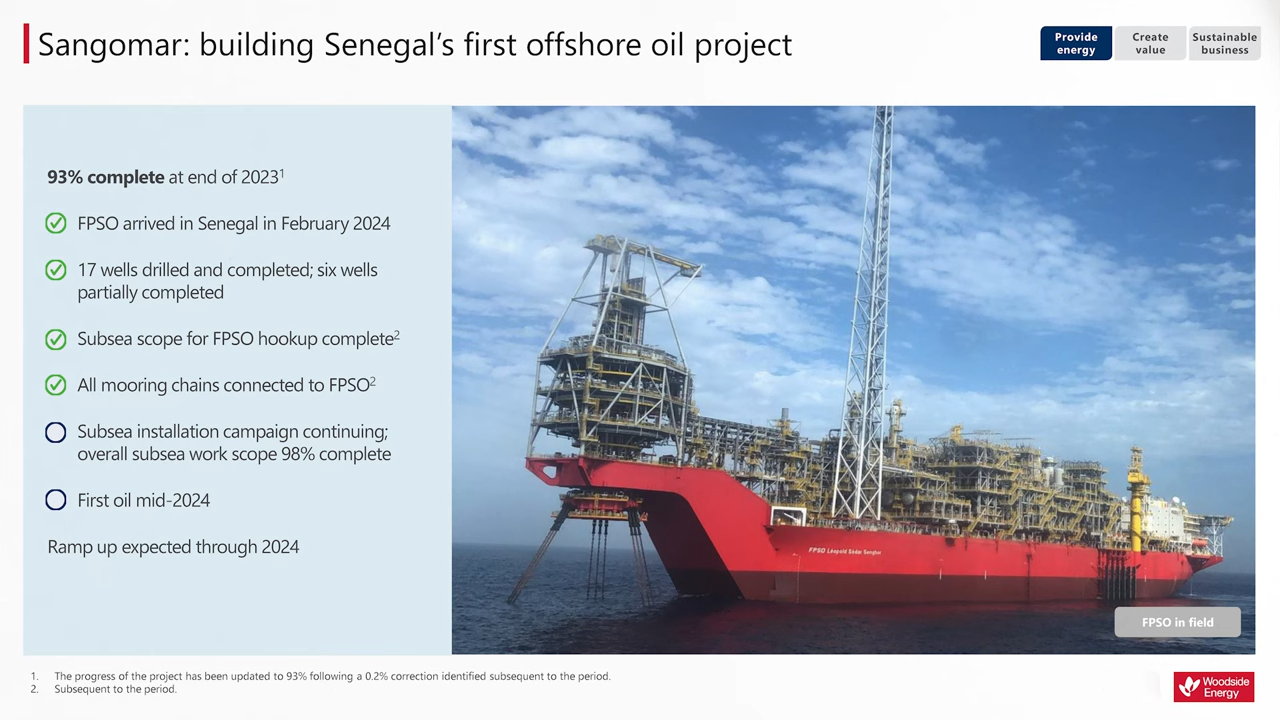 Sangomar: building Senegal’s first offshore oil project
Provide
energy
Create
value
Sustainable
business
93% complete at end of 2023¹
FPSO arrived in Senegal in February 2024
17 wells drilled and completed; six wells
partially completed
Subsea scope for FPSO hookup complete²
All mooring chains connected to FPSO²
Subsea installation campaign continuing;
overall subsea work scope 98% complete
First oil mid-2024
Ramp up expected through 2024
FPSO Léopold Sédar Senghor
FPSO in field
1. The progress of the project has been updated to 93% following a 0.2% correction identified subsequent to the period.
2. Subsequent to the period.
Woodside
Energy